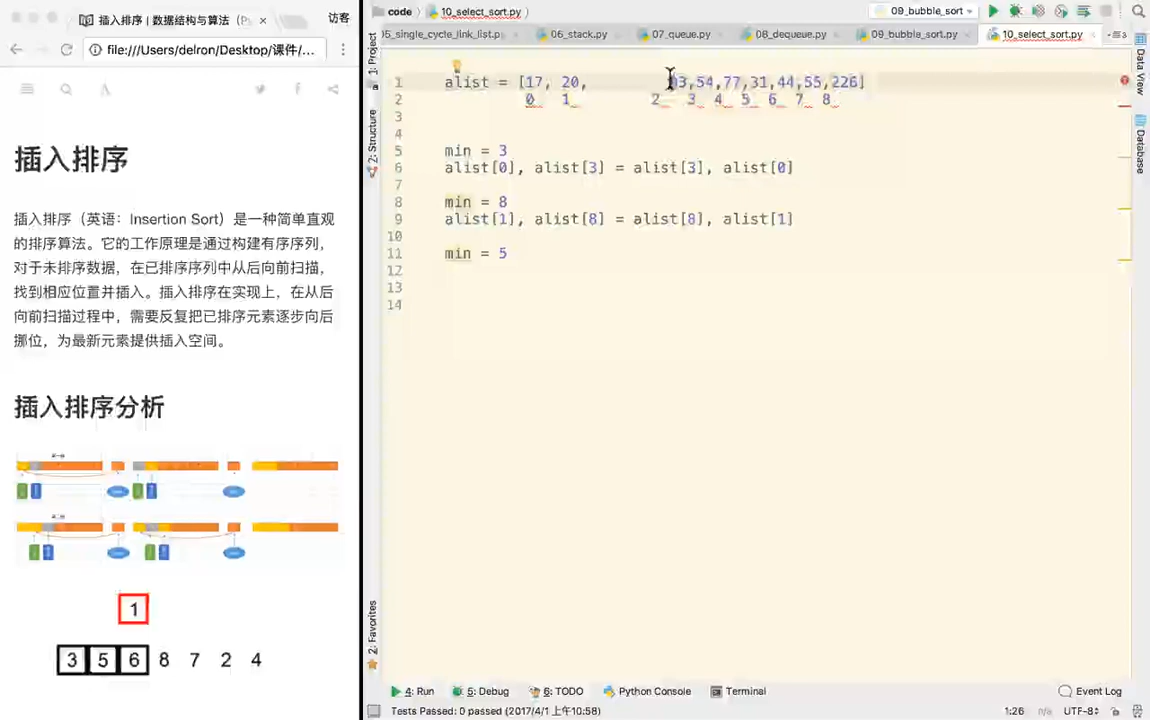 插入排序 | 数据结构与算法 (P
访客
file:///Users/delron/Desktop/课件/...
插入排序
插入排序（英语：Insertion Sort）是一种简单直观
的排序算法。它的工作原理是通过构建有序序列，
对于未排序数据，在已排序序列中从后向前扫描，
找到相应位置并插入。插入排序在实现上，在从后
向前扫描过程中，需要反复把已排序元素逐步向后
挪位，为最新元素提供插入空间。
插入排序分析
1
3 5 6 8 7 2 4
code 10_select_sort.py
09_bubble_sort
05_single_cycle_link_list.p 06_stack.py 07_queue.py 08_dequeue.py 09_bubble_sort.py 10_select_sort.py
1: Project
2: Structure
2: Favorites
Data View
Database
1 alist = [17, 20, 93,54,77,31,44,55,226]
2 0 1 2 3 4 5 6 7 8
3
4
5 min = 3
6 alist[0], alist[3] = alist[3], alist[0]
7
8 min = 8
9 alist[1], alist[8] = alist[8], alist[1]
10
11 min = 5
12
13
14
4: Run 5: Debug 6: TODO Python Console Terminal Event Log
Tests Passed: 0 passed (2017/4/1 上午10:58) 1:26 n/a UTF-8